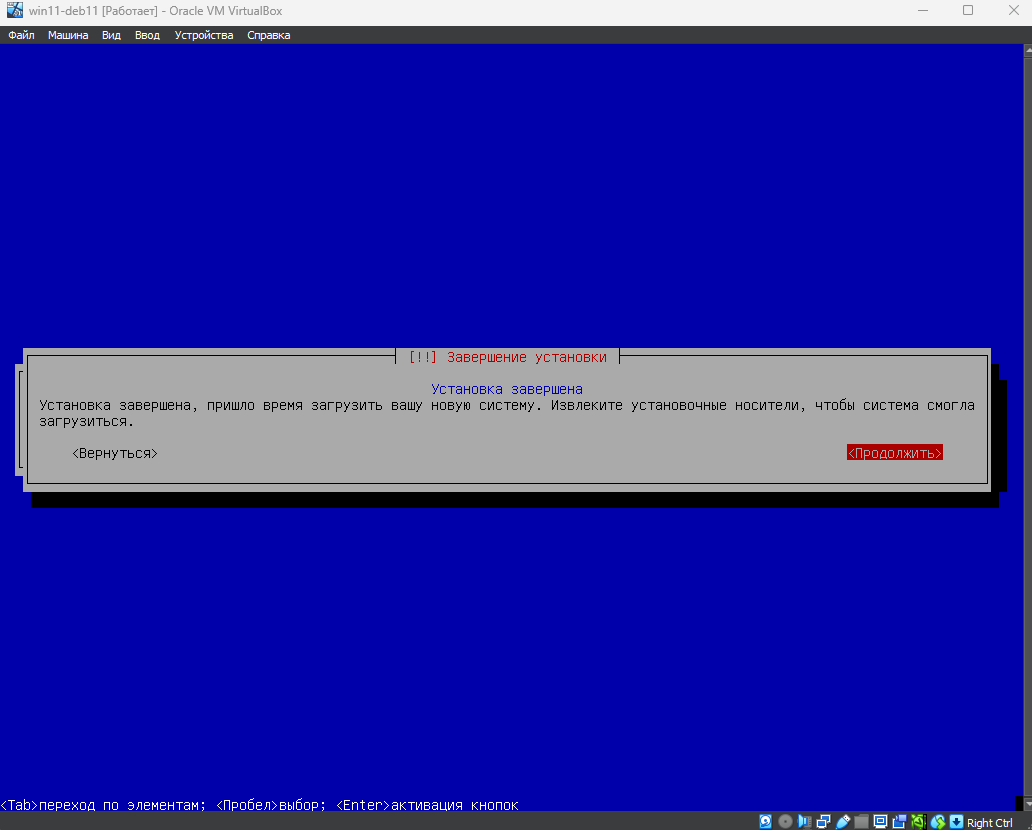 win11-deb11 [Работает] - Oracle VM VirtualBox
Файл Машина Вид Ввод Устройства Справка
[!!] Завершение установки
Установка завершена
Установка завершена, пришло время загрузить вашу новую систему. Извлеките установочные носители, чтобы система смогла
загрузиться.
<Вернуться> <Продолжить>
<Tab>переход по элементам; <Пробел>выбор; <Enter>активация кнопок
Right Ctrl